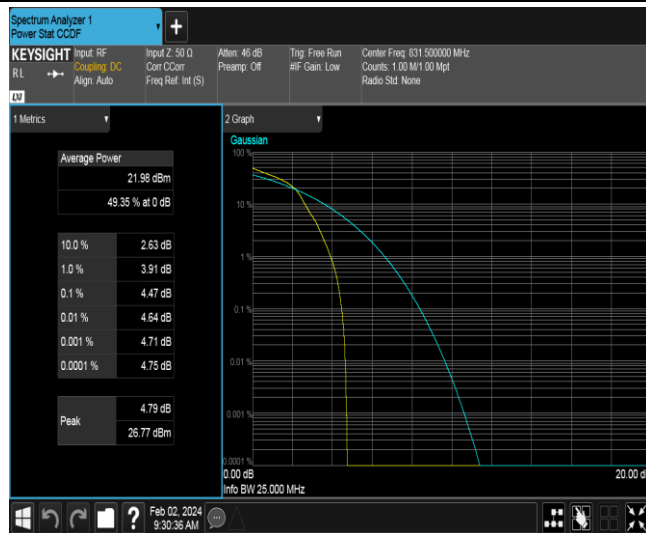 Spectrum Analyzer 1
Power Stat CCDF
+
KEYSIGHT
RL
Input: RF
Coupling: DC
Align: Auto
Input Z: 50 Ω
Corr CCorr
Freq Ref: Int (S)
Atten: 46 dB
Preamp: Off
Trig: Free Run
#IF Gain: Low
Center Freq: 831.500000 MHz
Counts: 1.00 M/1.00 Mpt
Radio Std: None
1 Metrics
Average Power
21.98 dBm
49.35 % at 0 dB
10.0 % 2.63 dB
1.0 % 3.91 dB
0.1 % 4.47 dB
0.01 % 4.64 dB
0.001 % 4.71 dB
0.0001 % 4.75 dB
Peak
4.79 dB
26.77 dBm
2 Graph
Gaussian
100 %
10 %
1 %
0.1 %
0.01 %
0.001 %
0.0001 %
0.00 dB
20.00 d
Info BW 25.000 MHz
?
Feb 02, 2024
9:30:36 AM